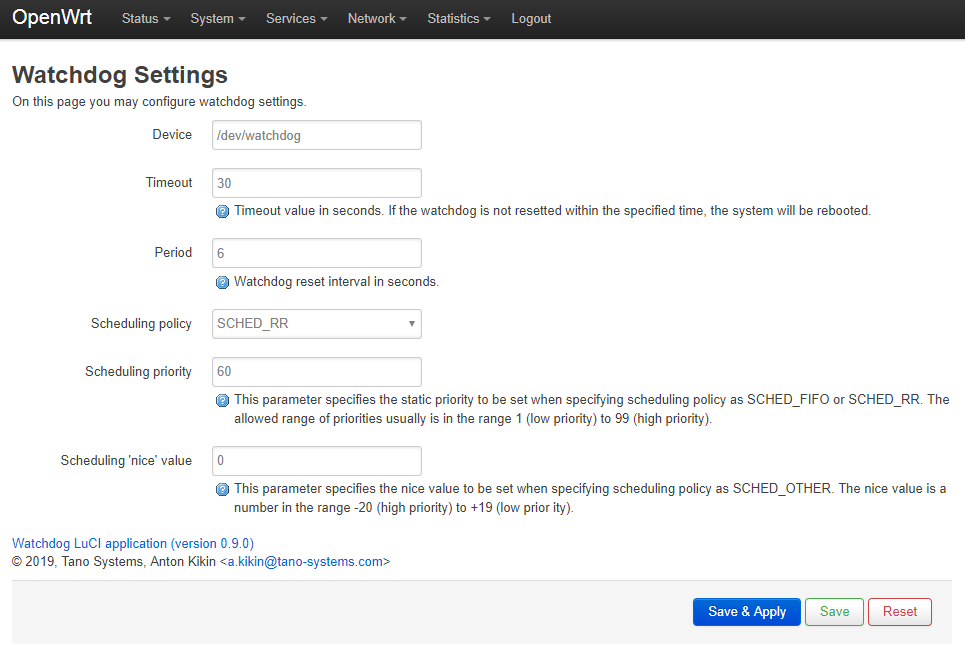 OpenWrt Status System Services Network Statistics Logout
Watchdog Settings
On this page you may configure watchdog settings.
Device /dev/watchdog
Timeout 30
Timeout value in seconds. If the watchdog is not resetted within the specified time, the system will be rebooted.
Period 6
Watchdog reset interval in seconds.
Scheduling policy SCHED_RR
Scheduling priority 60
This parameter specifies the static priority to be set when specifying scheduling policy as SCHED_FIFO or SCHED_RR. The
allowed range of priorities usually is in the range 1 (low priority) to 99 (high priority).
Scheduling 'nice' value 0
This parameter specifies the nice value to be set when specifying scheduling policy as SCHED_OTHER. The nice value is a
number in the range -20 (high priority) to +19 (low prior ity).
Watchdog LuCI application (version 0.9.0)
© 2019, Tano Systems, Anton Kikin <a.kikin@tano-systems.com>
Save & Apply Save Reset